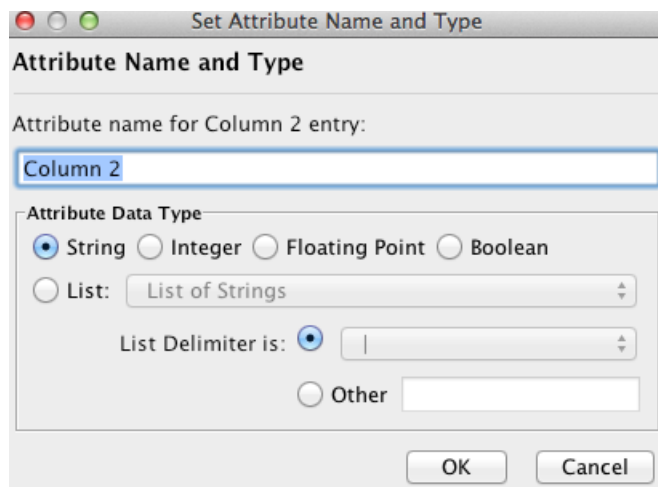 Set Attribute Name and Type
Attribute Name and Type
Attribute name for Column 2 entry:
Column 2
Attribute Data Type
String Integer Floating Point Boolean
List: List of Strings
List Delimiter is: |
Other
OK Cancel